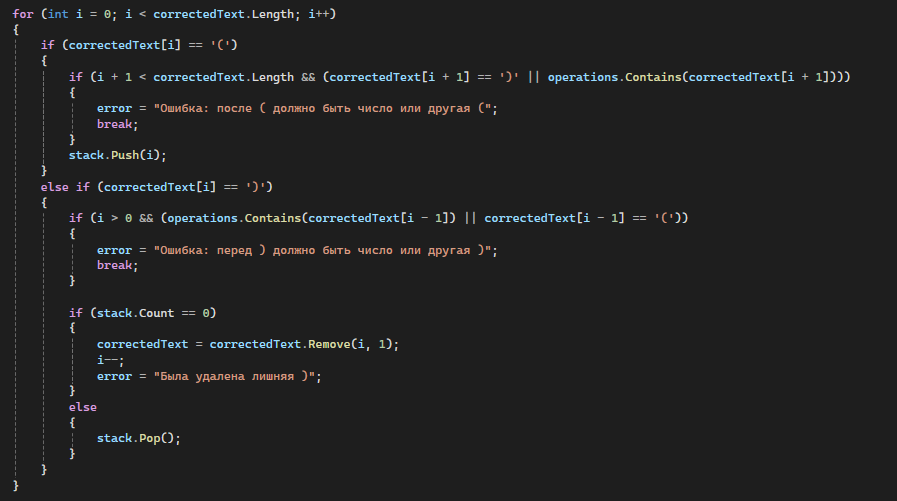 for (int i = 0; i < correctedText.Length; i++)
{
    if (correctedText[i] == '(')
    {
        if (i + 1 < correctedText.Length && (correctedText[i + 1] == ')' || operations.Contains(correctedText[i + 1])))
        {
            error = "Ошибка: после ( должно быть число или другая (";
            break;
        }
        stack.Push(i);
    }
    else if (correctedText[i] == ')')
    {
        if (i > 0 && (operations.Contains(correctedText[i - 1]) || correctedText[i - 1] == '('))
        {
            error = "Ошибка: перед ) должно быть число или другая )";
            break;
        }

        if (stack.Count == 0)
        {
            correctedText = correctedText.Remove(i, 1);
            i--;
            error = "Была удалена лишняя )";
        }
        else
        {
            stack.Pop();
        }
    }
}